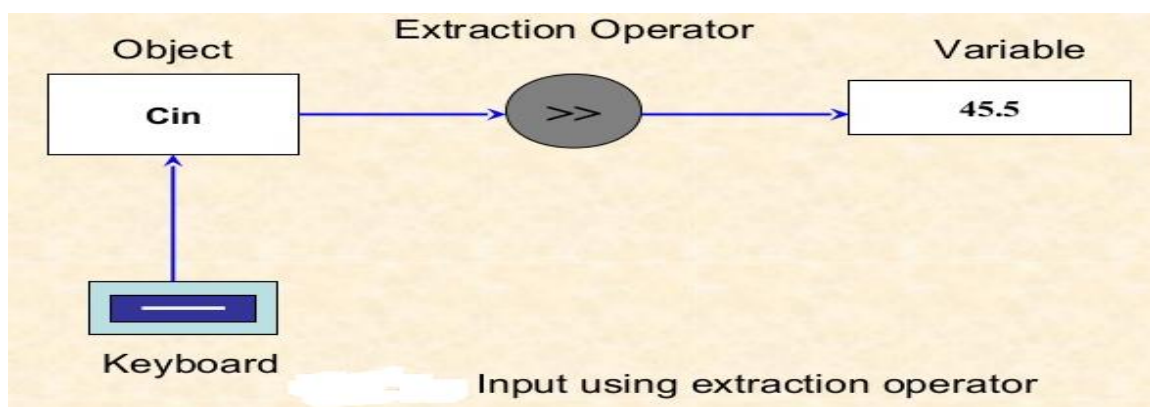 Extraction Operator
Object
Variable
Cin
>>
45.5
Keyboard
Input using extraction operator